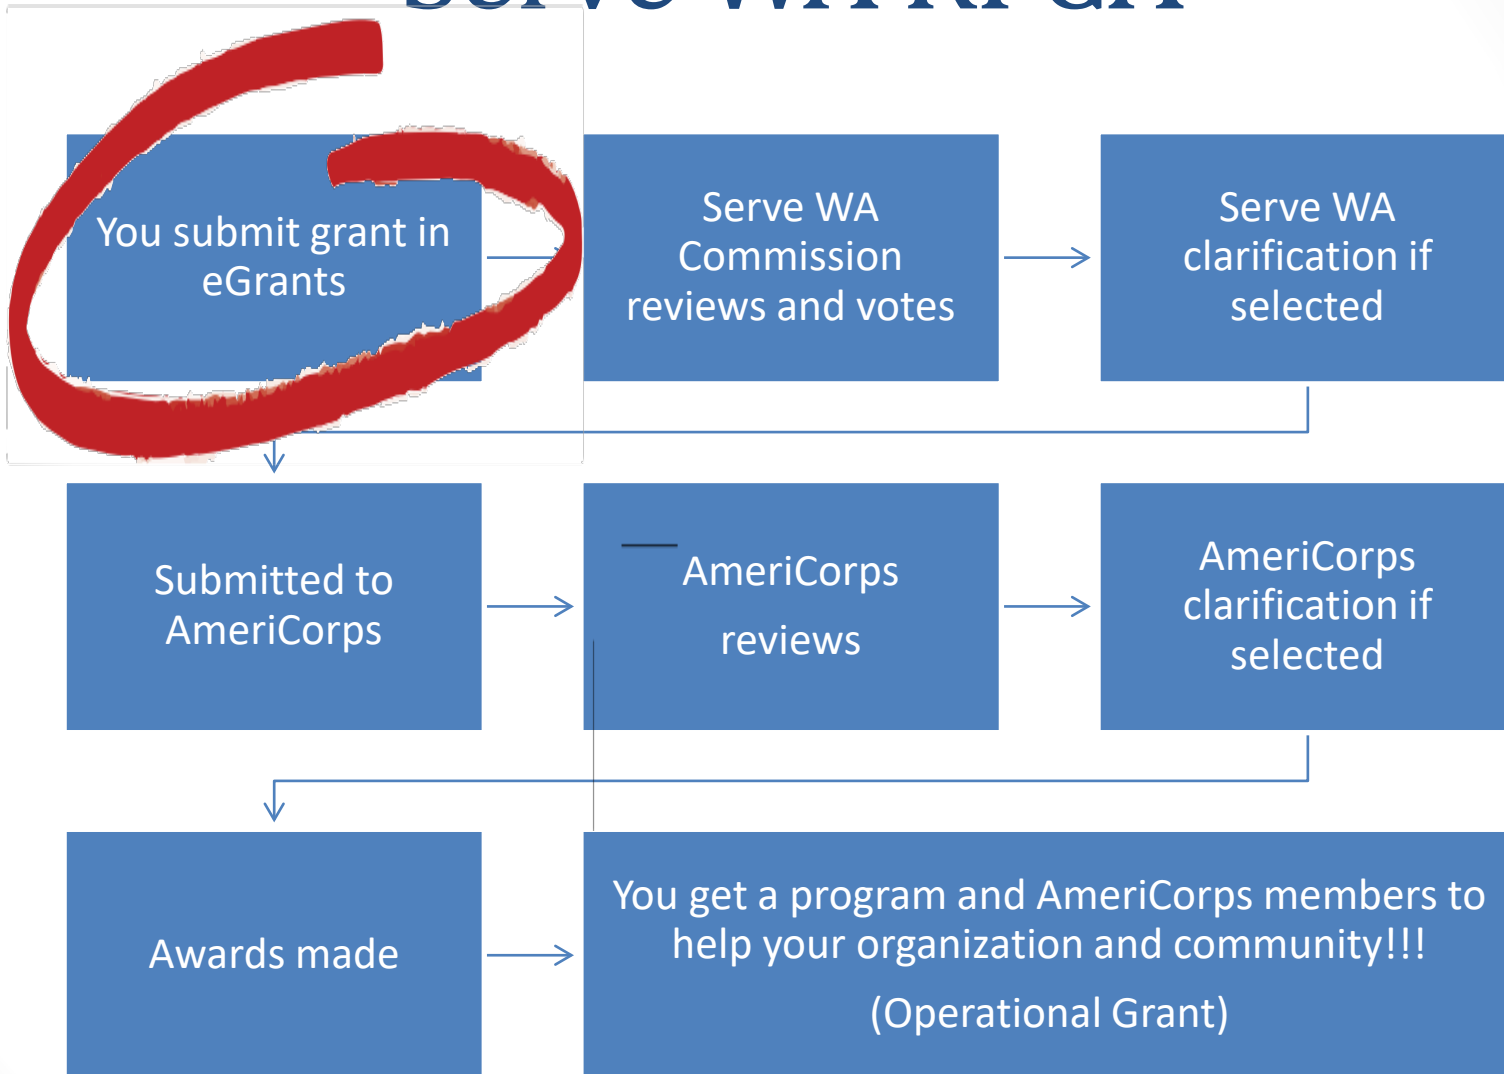 You submit grant in
eGrants
Serve WA
Commission
reviews and votes
Serve WA
clarification if
selected
Submitted to
AmeriCorps
AmeriCorps
reviews
AmeriCorps
clarification if
selected
Awards made
You get a program and AmeriCorps members to
help your organization and community!!!
(Operational Grant)